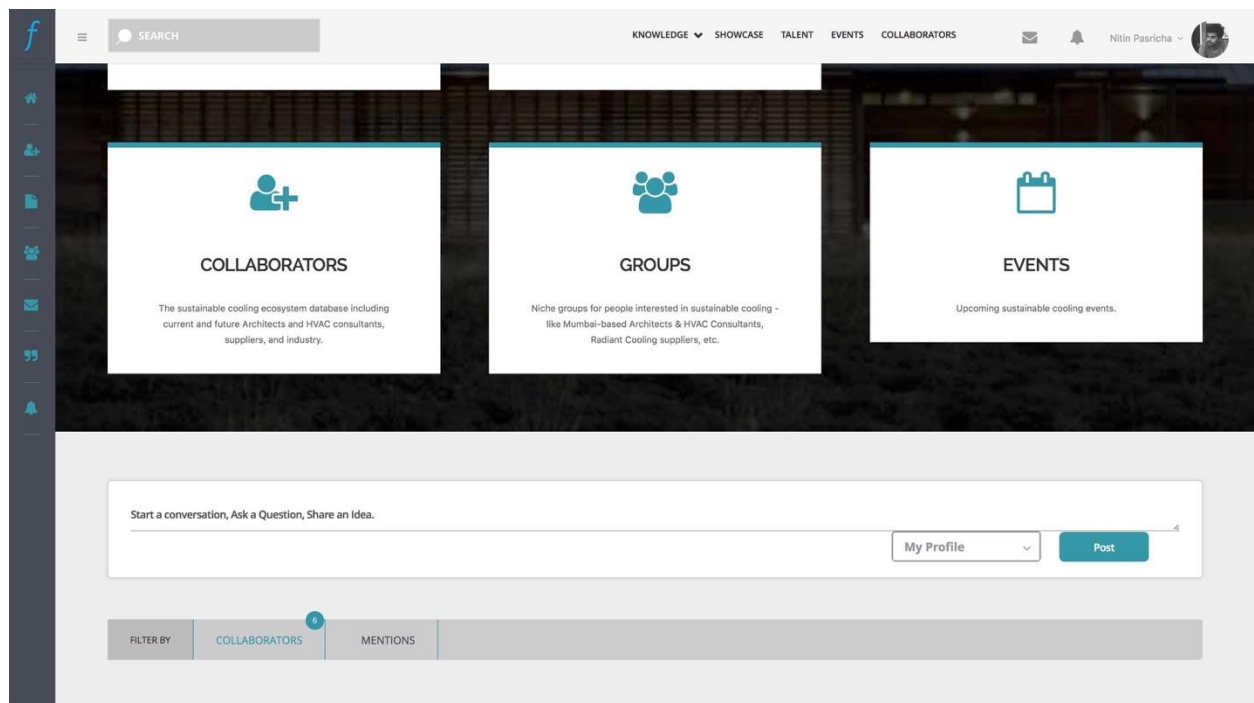 f
SEARCH
KNOWLEDGE
SHOWCASE
TALENT
EVENTS
COLLABORATORS
Nitin Pasricha
COLLABORATORS
The sustainable cooling ecosystem database including
current and future Architects and HVAC consultants,
suppliers, and industry.
GROUPS
Niche groups for people interested in sustainable cooling -
like Mumbai-based Architects & HVAC Consultants,
Radiant Cooling suppliers, etc.
EVENTS
Upcoming sustainable cooling events.
Start a conversation, Ask a Question, Share an Idea.
My Profile
Post
FILTER BY
COLLABORATORS
6
MENTIONS